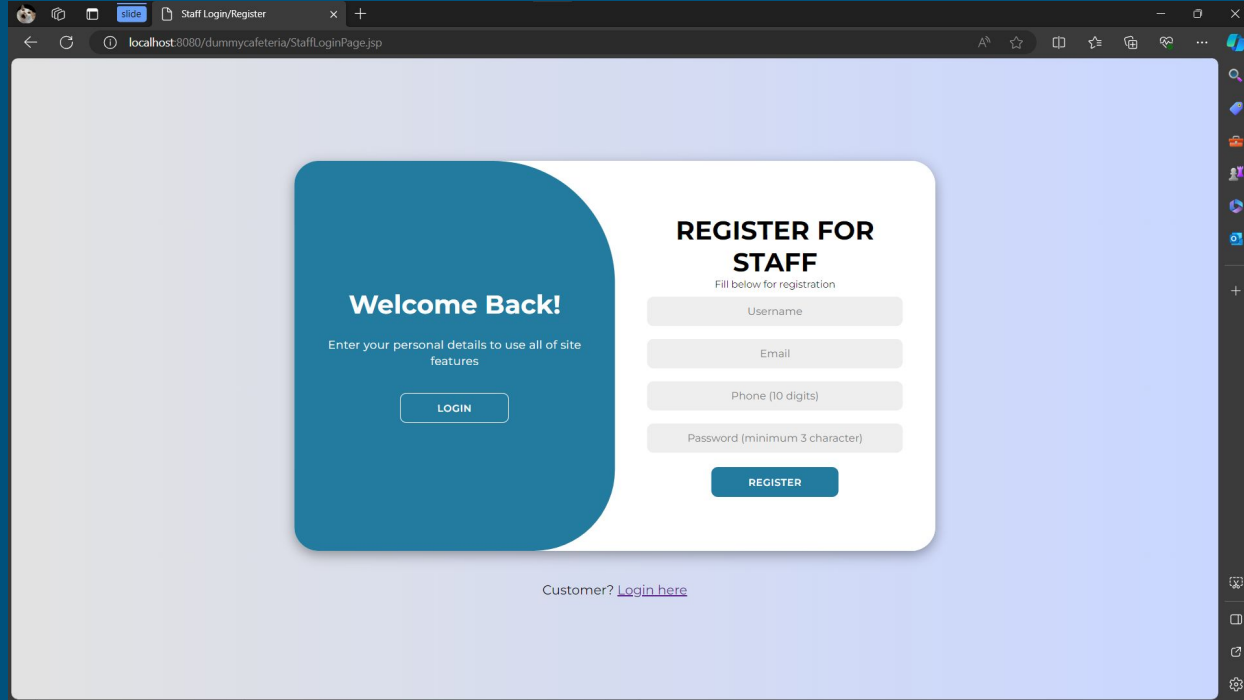 slide
Staff Login/Register
localhost:8080/dummycafeteria/StaffLoginPage.jsp
Welcome Back!
Enter your personal details to use all of site
features
LOGIN
REGISTER FOR
STAFF
Fill below for registration
Username
Email
Phone (10 digits)
Password (minimum 3 character)
REGISTER
Customer? Login here